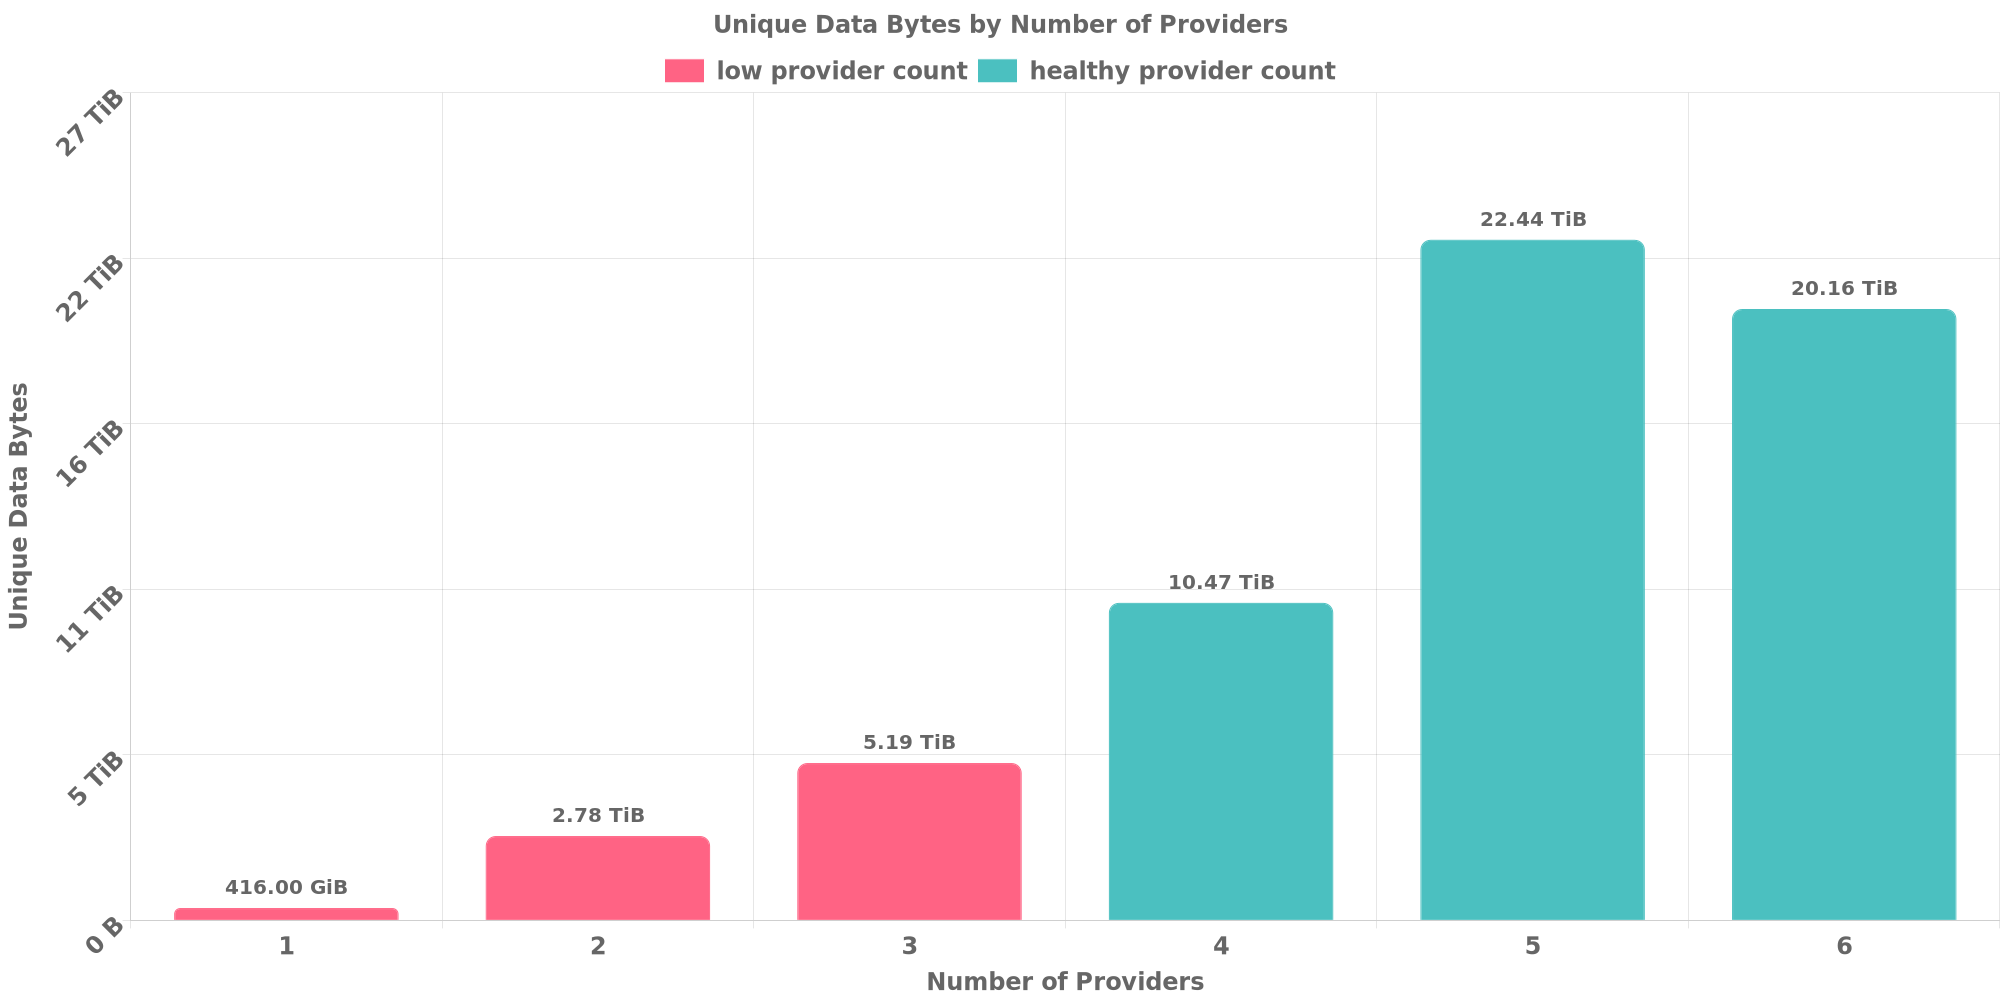 Unique Data Bytes by Number of Providers
low provider count healthy provider count
27 TiB
22 TiB
16 TiB
11 TiB
5 TiB
0 B
Unique Data Bytes
416.00 GiB
2.78 TiB
5.19 TiB
10.47 TiB
22.44 TiB
20.16 TiB
1 2 3 4 5 6
Number of Providers